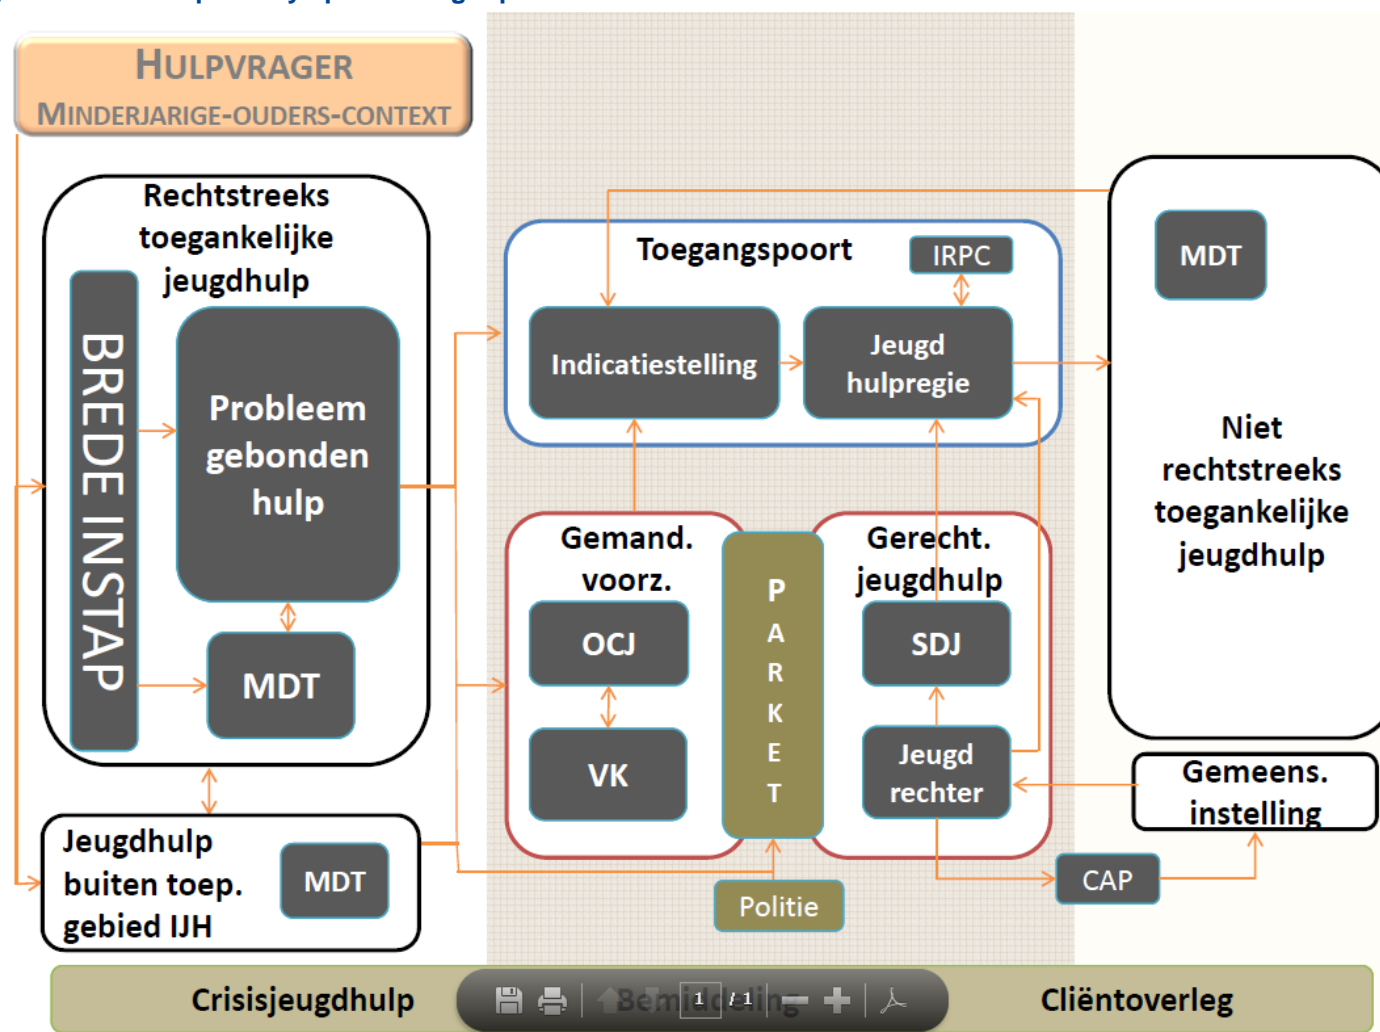 HULPVRAGER
MINDERJARIGE-OUDERS-CONTEXT
Rechtstreeks
toegankelijke
jeugdhulp
BREDE INSTAP
Probleem
gebonden
hulp
MDT
Jeugdhulp
buiten toep.
gebied IJH
MDT
Toegangspoort
IRPC
Indicatiestelling
Jeugd
hulpregie
Gemand.
voorz.
OCJ
VK
PARKET
Gerecht.
jeugdhulp
SDJ
Jeugd
rechter
Politie
MDT
Niet
rechtstreeks
toegankelijke
jeugdhulp
Gemeens.
instelling
CAP
Crisisjeugdhulp
Bemiddeling
1 / 1
Cliëntoverleg